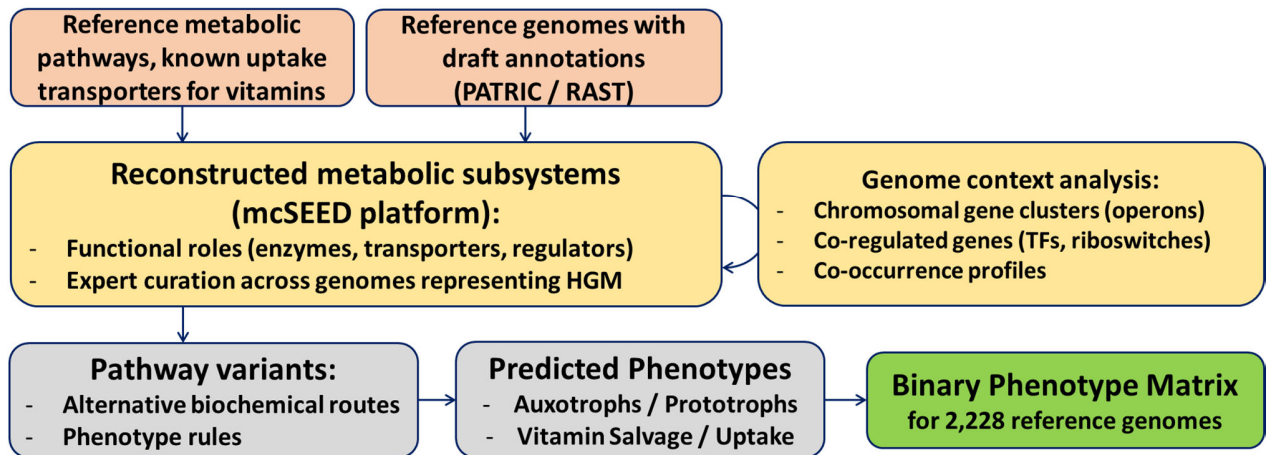 Reference metabolic
pathways, known uptake
transporters for vitamins
Reference genomes with
draft annotations
(PATRIC / RAST)
Reconstructed metabolic subsystems
(mcSEED platform):
- Functional roles (enzymes, transporters, regulators)
- Expert curation across genomes representing HGM
Genome context analysis:
- Chromosomal gene clusters (operons)
- Co-regulated genes (TFs, riboswitches)
- Co-occurrence profiles
Pathway variants:
- Alternative biochemical routes
- Phenotype rules
Predicted Phenotypes
- Auxotrophs / Prototrophs
- Vitamin Salvage / Uptake
Binary Phenotype Matrix
for 2,228 reference genomes